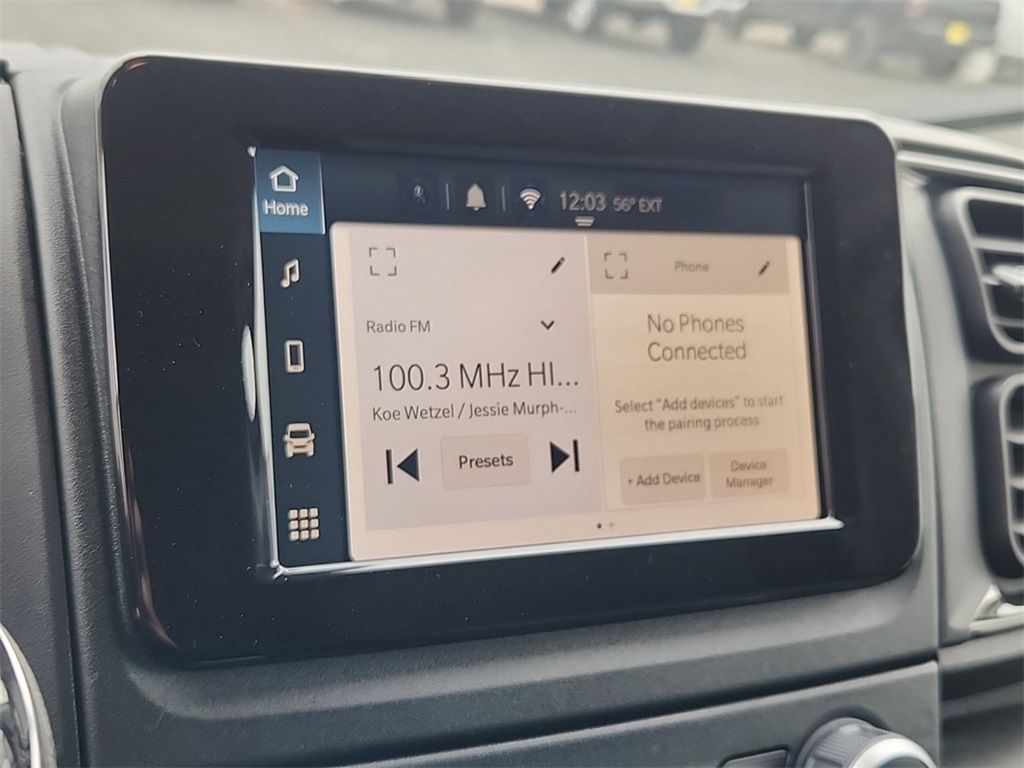 Home
12:03 56° EXT
Radio FM
100.3 MHz HI...
Koe Wetzel / Jessie Murph-...
Presets
Phone
No Phones
Connected
Select "Add devices" to start
the pairing process
+ Add Device
Device
Manager